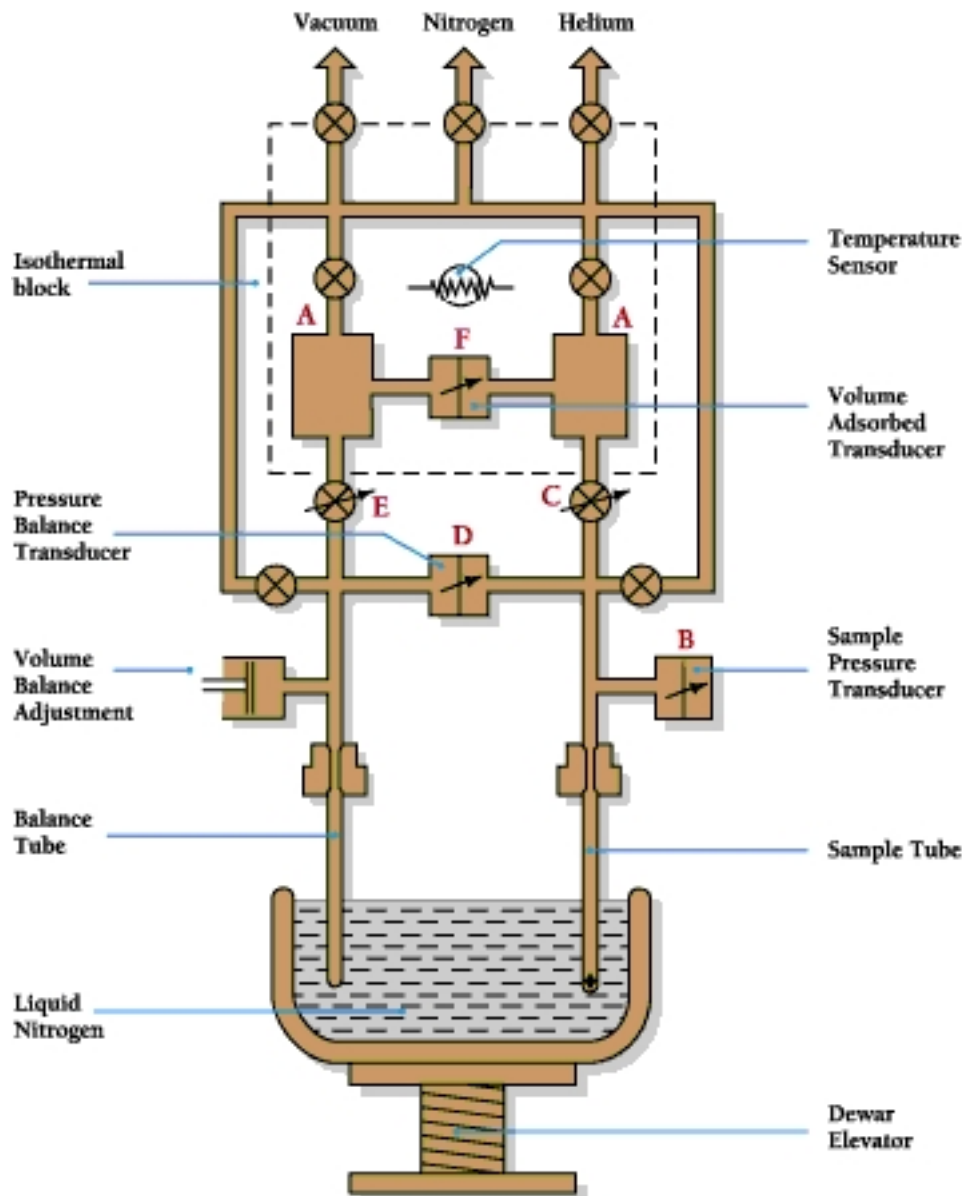 Vacuum Nitrogen Helium
Isothermal
block
Temperature
Sensor
A
A
F
Volume
Adsorbed
Transducer
Pressure
Balance
Transducer
E
C
D
Volume
Balance
Adjustment
B
Sample
Pressure
Transducer
Balance
Tube
Sample Tube
Liquid
Nitrogen
Dewar
Elevator